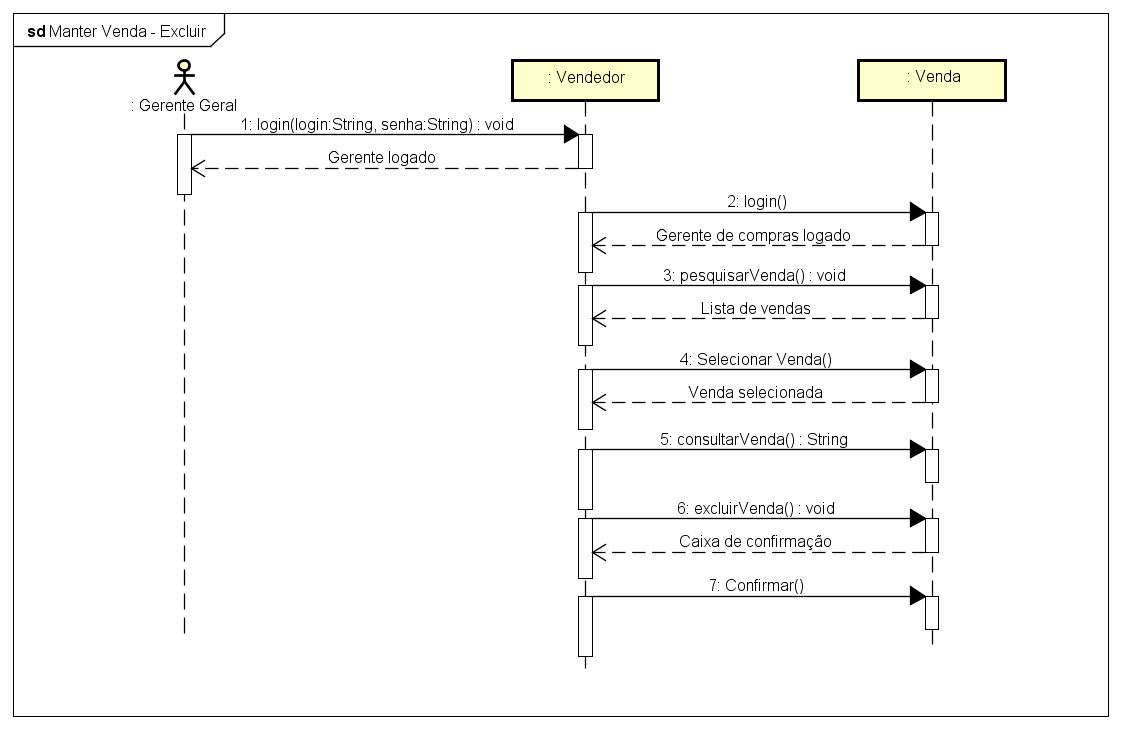 sd Manter Venda - Excluir
: Gerente Geral
: Vendedor
: Venda
1: login(login:String, senha:String) : void
Gerente logado
2: login()
Gerente de compras logado
3: pesquisarVenda() : void
Lista de vendas
4: Selecionar Venda()
Venda selecionada
5: consultarVenda() : String
6: excluirVenda() : void
Caixa de confirmação
7: Confirmar()